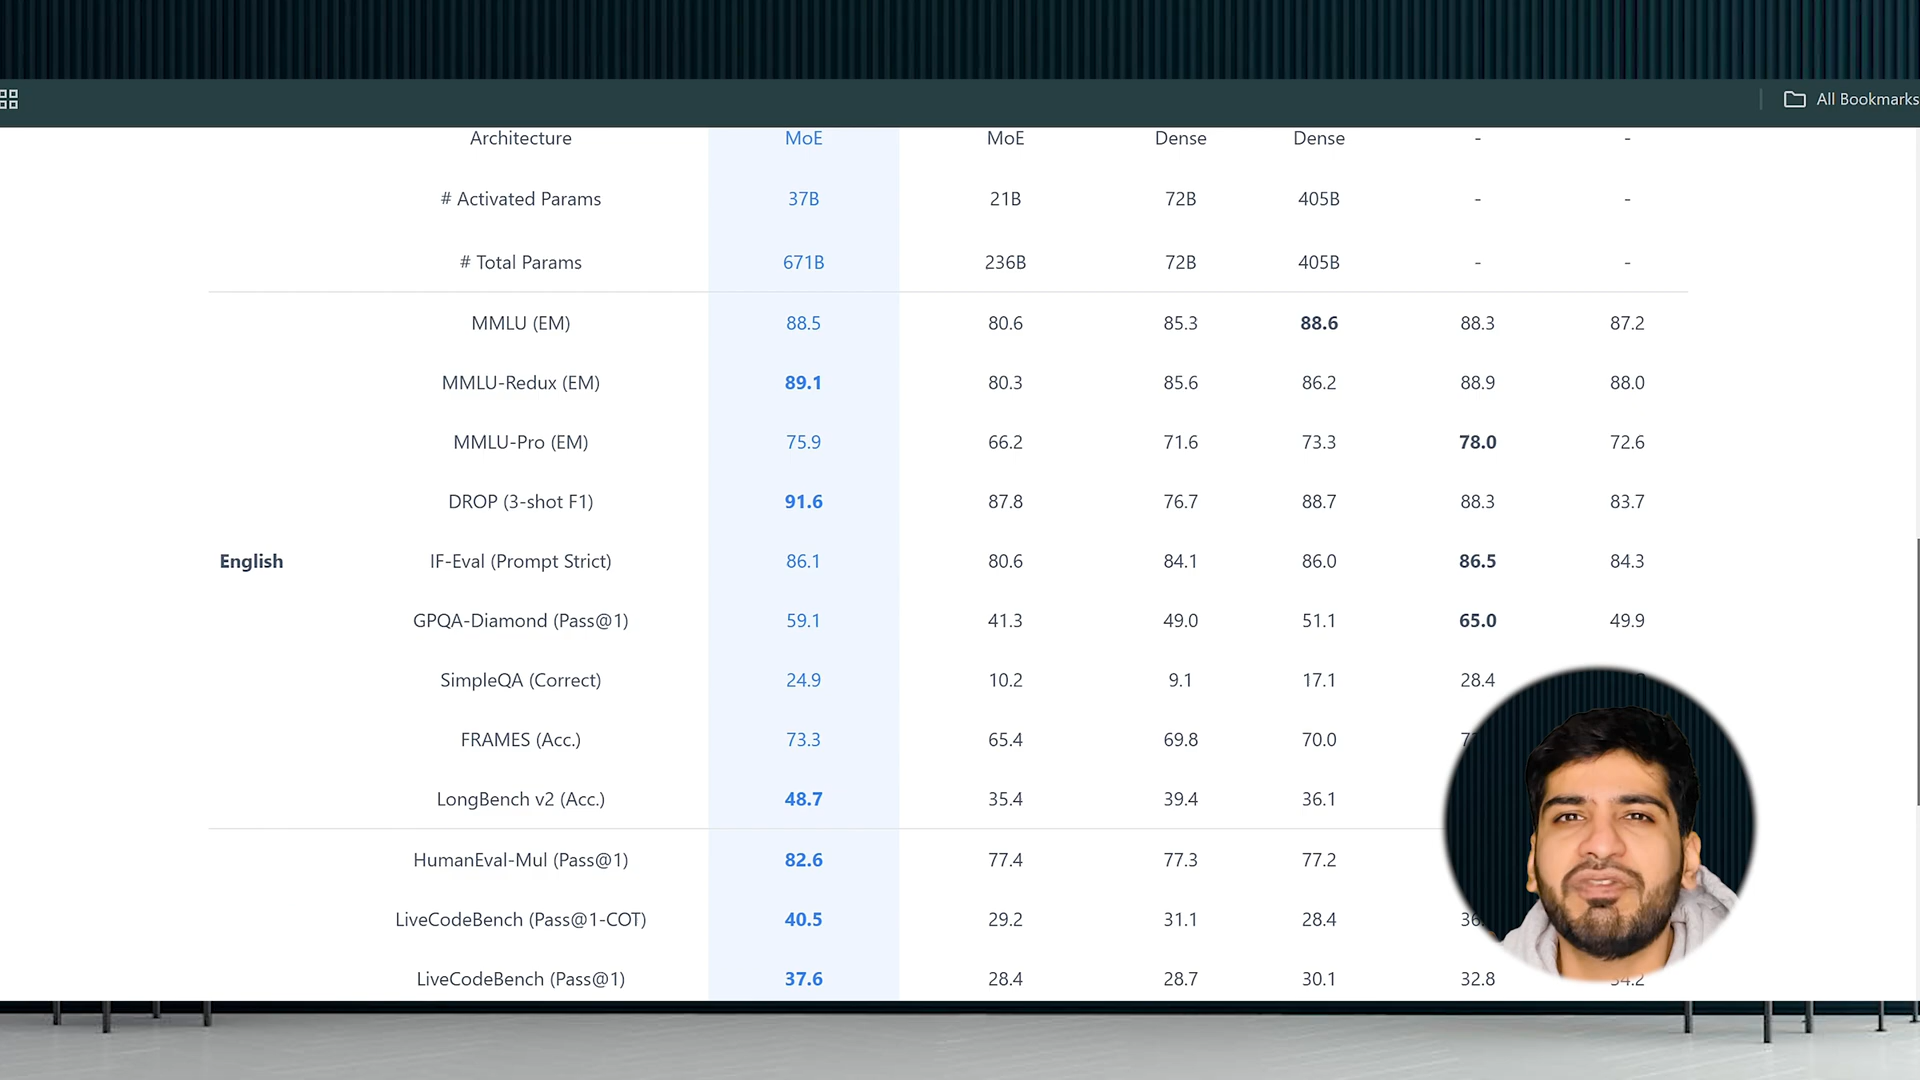 All Bookmarks
Architecture MoE MoE Dense Dense - -
# Activated Params 37B 21B 72B 405B - -
# Total Params 671B 236B 72B 405B - -
MMLU (EM) 88.5 80.6 85.3 88.6 88.3 87.2
MMLU-Redux (EM) 89.1 80.3 85.6 86.2 88.9 88.0
MMLU-Pro (EM) 75.9 66.2 71.6 73.3 78.0 72.6
DROP (3-shot F1) 91.6 87.8 76.7 88.7 88.3 83.7
English IF-Eval (Prompt Strict) 86.1 80.6 84.1 86.0 86.5 84.3
GPQA-Diamond (Pass@1) 59.1 41.3 49.0 51.1 65.0 49.9
SimpleQA (Correct) 24.9 10.2 9.1 17.1 28.4
FRAMES (Acc.) 73.3 65.4 69.8 70.0
LongBench v2 (Acc.) 48.7 35.4 39.4 36.1
HumanEval-Mul (Pass@1) 82.6 77.4 77.3 77.2
LiveCodeBench (Pass@1-COT) 40.5 29.2 31.1 28.4
LiveCodeBench (Pass@1) 37.6 28.4 28.7 30.1 32.8